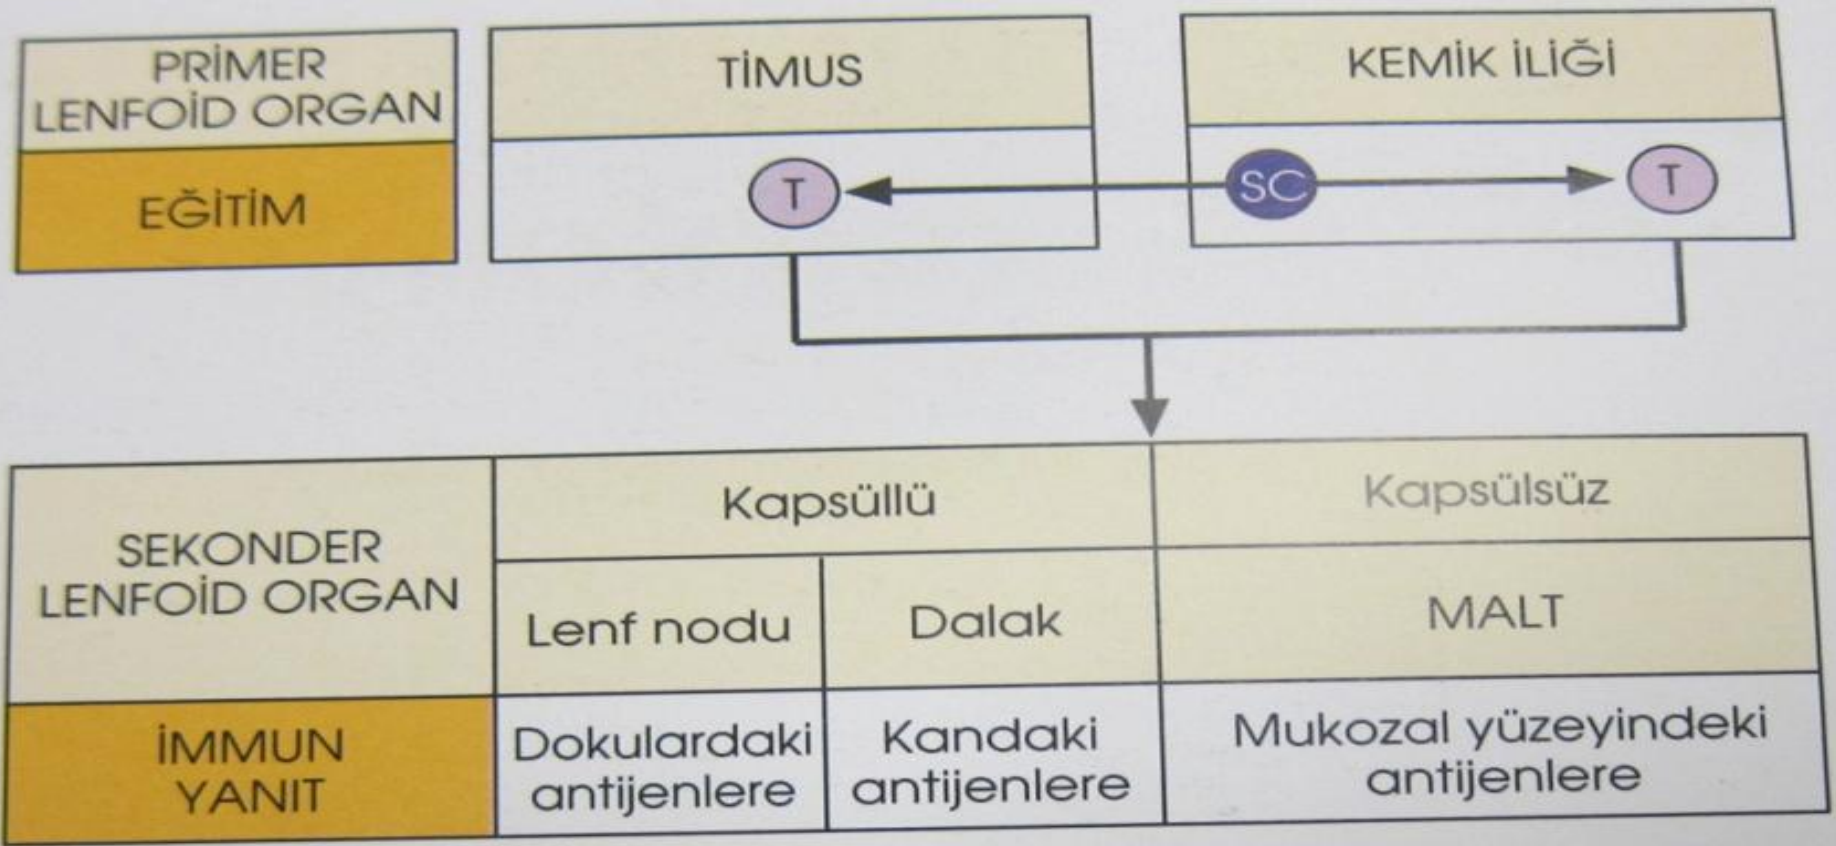 PRİMER
LENFOİD ORGAN
TİMUS
KEMİK İLİĞİ
EĞİTİM
T
SC
T
SEKONDER
LENFOİD ORGAN
Kapsüllü
Kapsülsüz
Lenf nodu
Dalak
MALT
İMMUN
YANIT
Dokulardaki
antijenlere
Kandaki
antijenlere
Mukozal yüzeyindeki
antijenlere